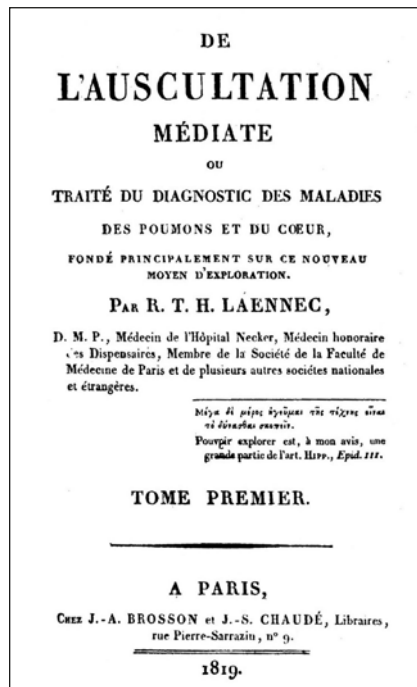 DE
L'AUSCULTATION
MÉDIATE
OU
TRAITÉ DU DIAGNOSTIC DES MALADIES
DES POUMONS ET DU CŒUR,
FONDÉ PRINCIPALEMENT SUR CE NOUVEAU
MOYEN D'EXPLORATION.
PAR R. T. H. LAENNEC,
D. M. P., Médecin de l'Hôpital Necker, Médecin honoraire
des Dispensaires, Membre de la Société de la Faculté de
Médecine de Paris et de plusieurs autres sociétes nationales
et étrangères.
Μέγα δὲ μέρος ἡγεῦμαι τῆς τέχνης εἶναι
τὸ δύνασθαι σκοπεῖν.
Pouvoir explorer est, à mon avis, une
grande partie de l'art. HIPP., Epid. III.
TOME PREMIER.
A PARIS,
CHEZ J.-A. BROSSON et J.-S. CHAUDÉ, Libraires,
rue Pierre-Sarrazin, n° 9.
1819.